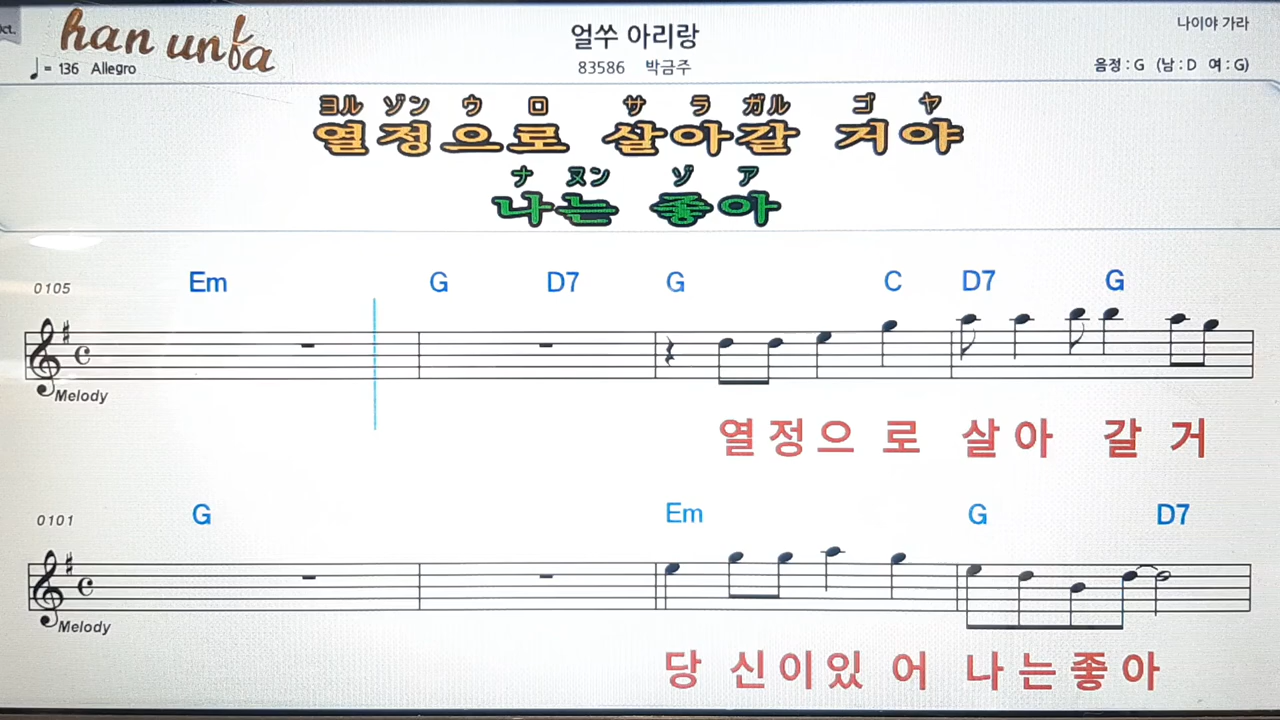 ct.
han unfa
나이야 가라
얼쑤 아리랑
♩= 136 Allegro
83586 박금주
음정 : G (남 : D 여 : G)
ヨル ゾン ウ ロ サ ラ ガル ゴ ヤ
열정으로 살아갈 거야
ナ ヌン ゾ ア
나는 좋아
0105 Em G D7 G C D7 G
Melody
열 정 으 로 살 아 갈 거
0101 G Em G D7
Melody
당 신 이 있 어 나 는 좋 아